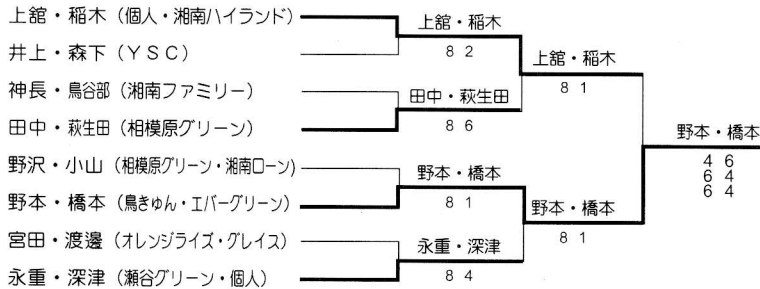 上舘・稲木（個人・湘南ハイランド）
井上・森下（ＹＳＣ）
神長・鳥谷部（湘南ファミリー）
田中・萩生田（相模原グリーン）
野沢・小山（相模原グリーン・湘南ローン）
野本・橋本（鳥きゅん・エバーグリーン）
宮田・渡邊（オレンジライズ・グレイス）
永重・深津（瀬谷グリーン・個人）
上舘・稲木
8 2
田中・萩生田
8 6
野本・橋本
8 1
永重・深津
8 4
上舘・稲木
8 1
野本・橋本
8 1
野本・橋本
4 6
6 4
6 4